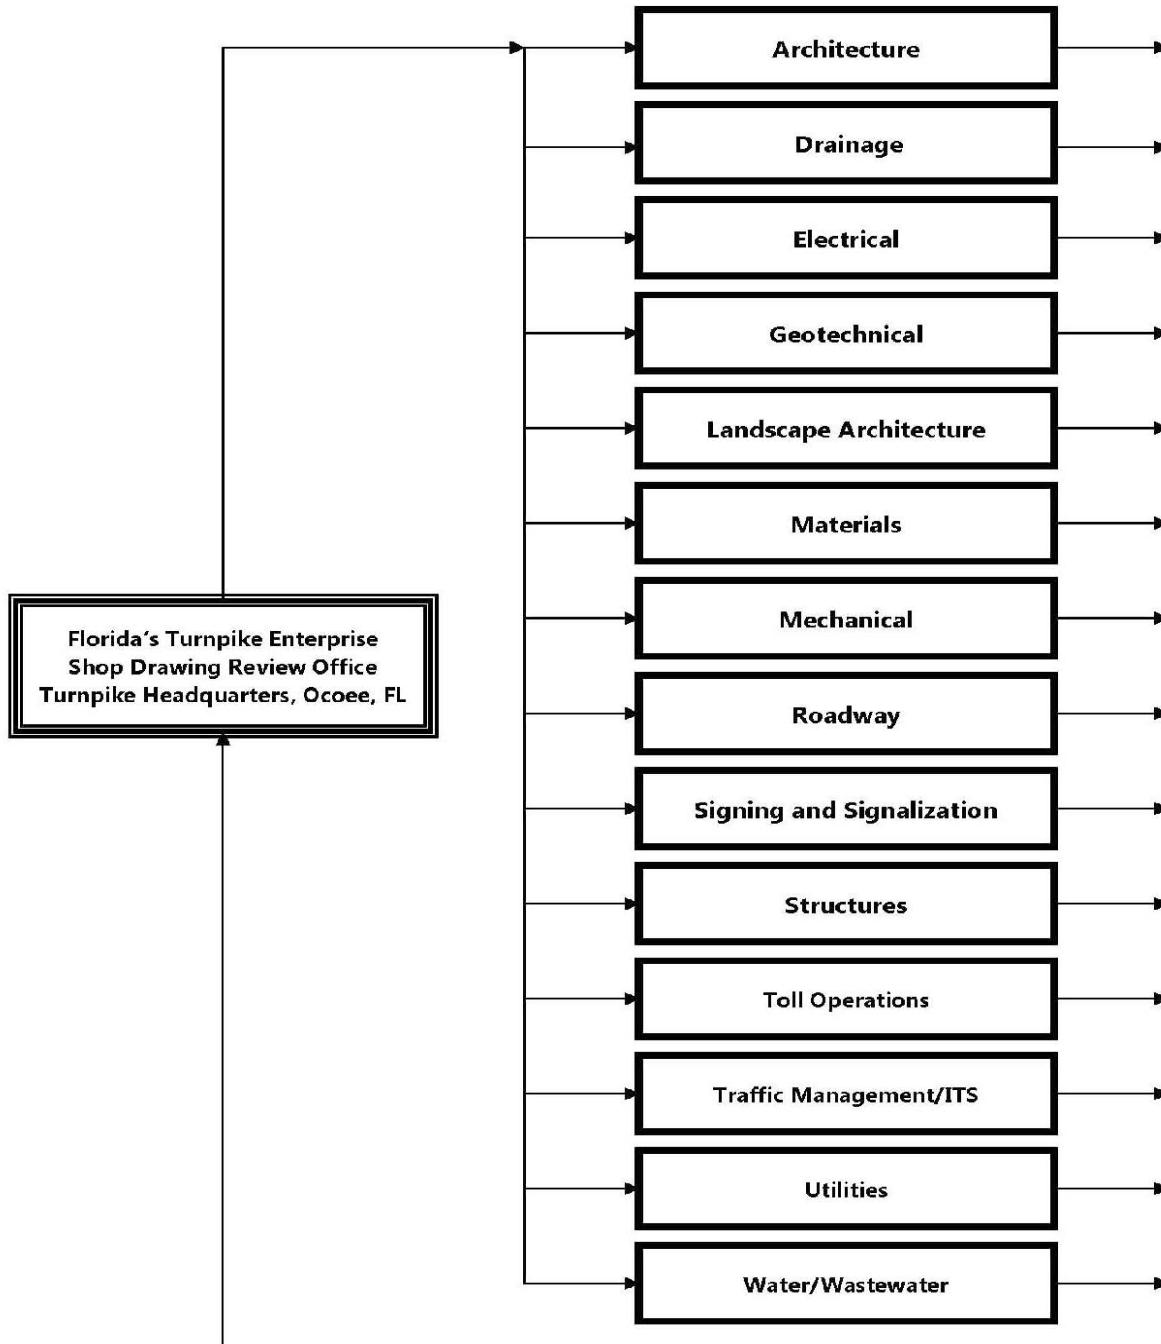 Architecture
Drainage
Electrical
Geotechnical
Landscape Architecture
Materials
Mechanical
Florida's Turnpike Enterprise
Shop Drawing Review Office
Turnpike Headquarters, Ocoee, FL
Roadway
Signing and Signalization
Structures
Toll Operations
Traffic Management/ITS
Utilities
Water/Wastewater